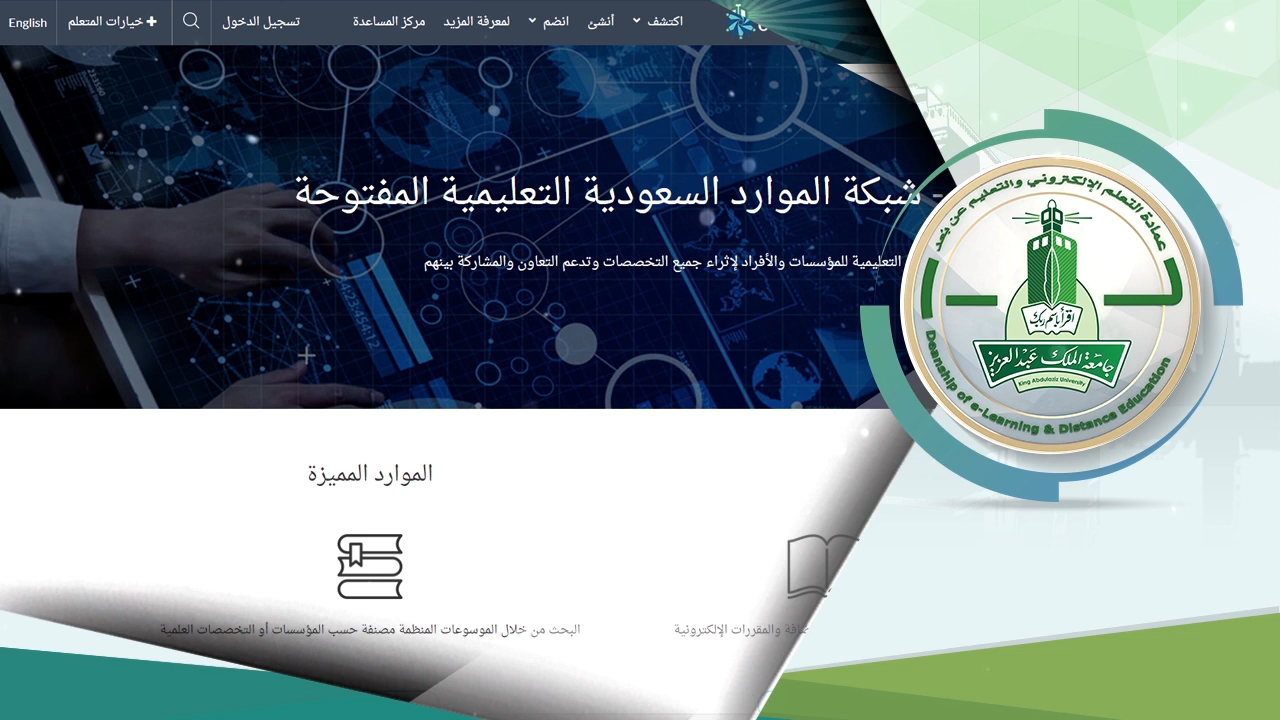 اكتشف
أنشئ
انضم
لمعرفة المزيد
مركز المساعدة
تسجيل الدخول
خيارات المتعلم
English
- شبكة الموارد السعودية التعليمية المفتوحة
التعليمية للمؤسسات والأفراد لإثراء جميع التخصصات وتدعم التعاون والمشاركة بينهم
عمادة التعلم الإلكتروني والتعليم عن بعد
اقرأ باسم ربك
جامعة الملك عبد العزيز
King Abdulaziz University
Deanship of e-Learning & Distance Education
الموارد المميزة
والمقررات الإلكترونية
البحث من خلال الموسوعات المنظمة مصنفة حسب المؤسسات أو التخصصات العلمية